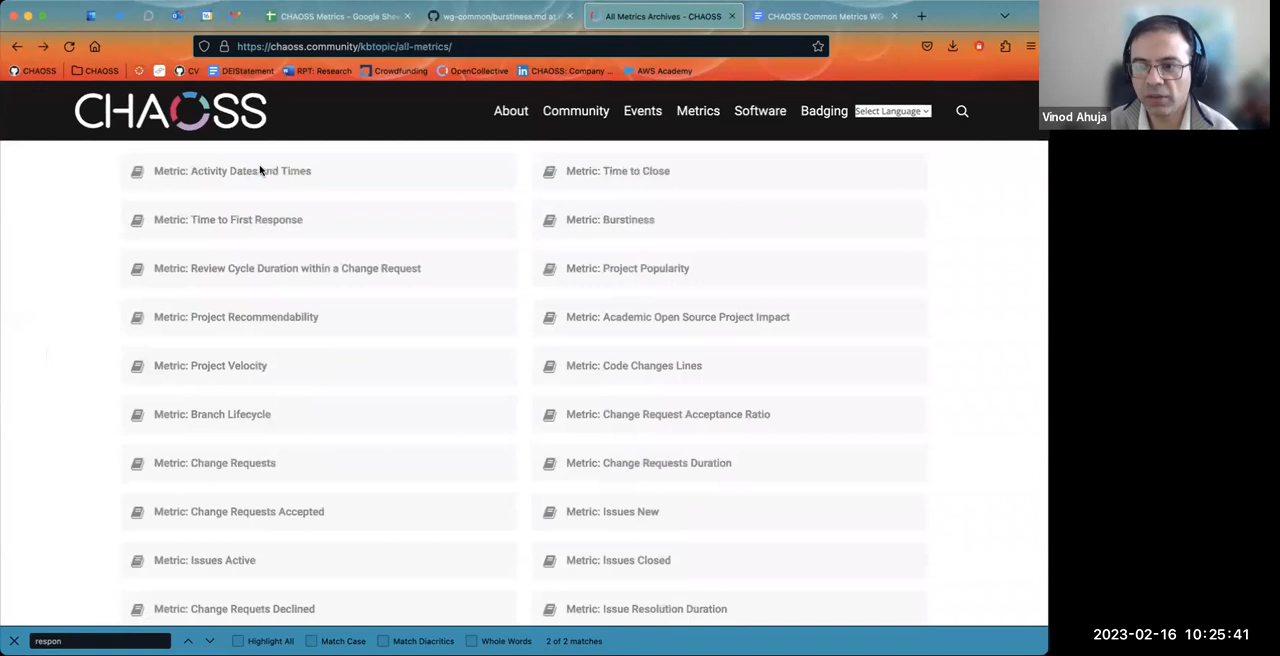 CHAOSS Metrics - Google She
wg-common/burstiness.md at
All Metrics Archives - CHAOSS
CHAOSS Common Metrics WG
https://chaoss.community/kbtopic/all-metrics/
CHAOSS
CHAOSS
CV
DEIStatement
RPT: Research
Crowdfunding
OpenCollective
CHAOSS: Company ...
AWS Academy
CHAOSS
About
Community
Events
Metrics
Software
Badging
Select Language
Vinod Ahuja
Metric: Activity Dates and Times
Metric: Time to Close
Metric: Time to First Response
Metric: Burstiness
Metric: Review Cycle Duration within a Change Request
Metric: Project Popularity
Metric: Project Recommendability
Metric: Academic Open Source Project Impact
Metric: Project Velocity
Metric: Code Changes Lines
Metric: Branch Lifecycle
Metric: Change Request Acceptance Ratio
Metric: Change Requests
Metric: Change Requests Duration
Metric: Change Requests Accepted
Metric: Issues New
Metric: Issues Active
Metric: Issues Closed
Metric: Change Requets Declined
Metric: Issue Resolution Duration
respon
Highlight All
Match Case
Match Diacritics
Whole Words
2 of 2 matches
2023-02-16 10:25:41